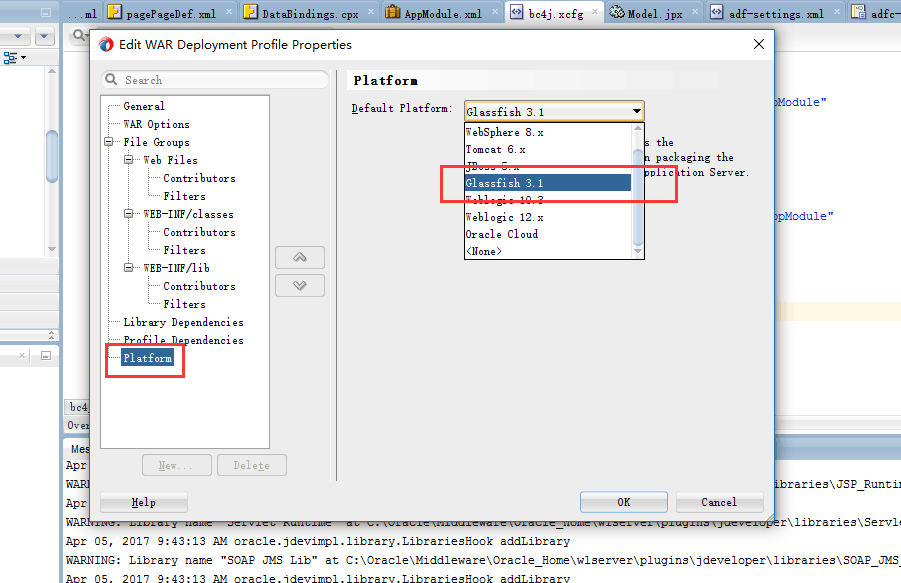 ...ml
pagePageDef.xml
DataBindings.cpx
AppModule.xml
bc4j.xcfg
Model.jpx
adf-settings.xml
adfc-
Edit WAR Deployment Profile Properties
Search
General
WAR Options
File Groups
Web Files
Contributors
Filters
WEB-INF/classes
Contributors
Filters
WEB-INF/lib
Contributors
Filters
Library Dependencies
Profile Dependencies
Platform
New...
Delete
Platform
Default Platform:
Glassfish 3.1
WebSphere 8.x
Tomcat 6.x
JBoss 5.x
Glassfish 3.1
Weblogic 10.3
Weblogic 12.x
Oracle Cloud
<None>
s the
n packaging the
pplication Server.
Help
OK
Cancel
pModule"
ppModule"
bc4j
Over
Mes
Apr
WARN
ibraries\JSP_Runtim
Apr
WARNING: Library name "Servlet Runtime" at C:\Oracle\Middleware\Oracle_Home\wlserver\plugins\jdeveloper\libraries\Servle
Apr 05, 2017 9:43:13 AM oracle.jdevimpl.library.LibrariesHook addLibrary
WARNING: Library name "SOAP JMS Lib" at C:\Oracle\Middleware\Oracle_Home\wlserver\plugins\jdeveloper\libraries\SOAP_JMS_
Apr 05, 2017 9:43:13 AM oracle.jdevimpl.library.LibrariesHook addLibrary